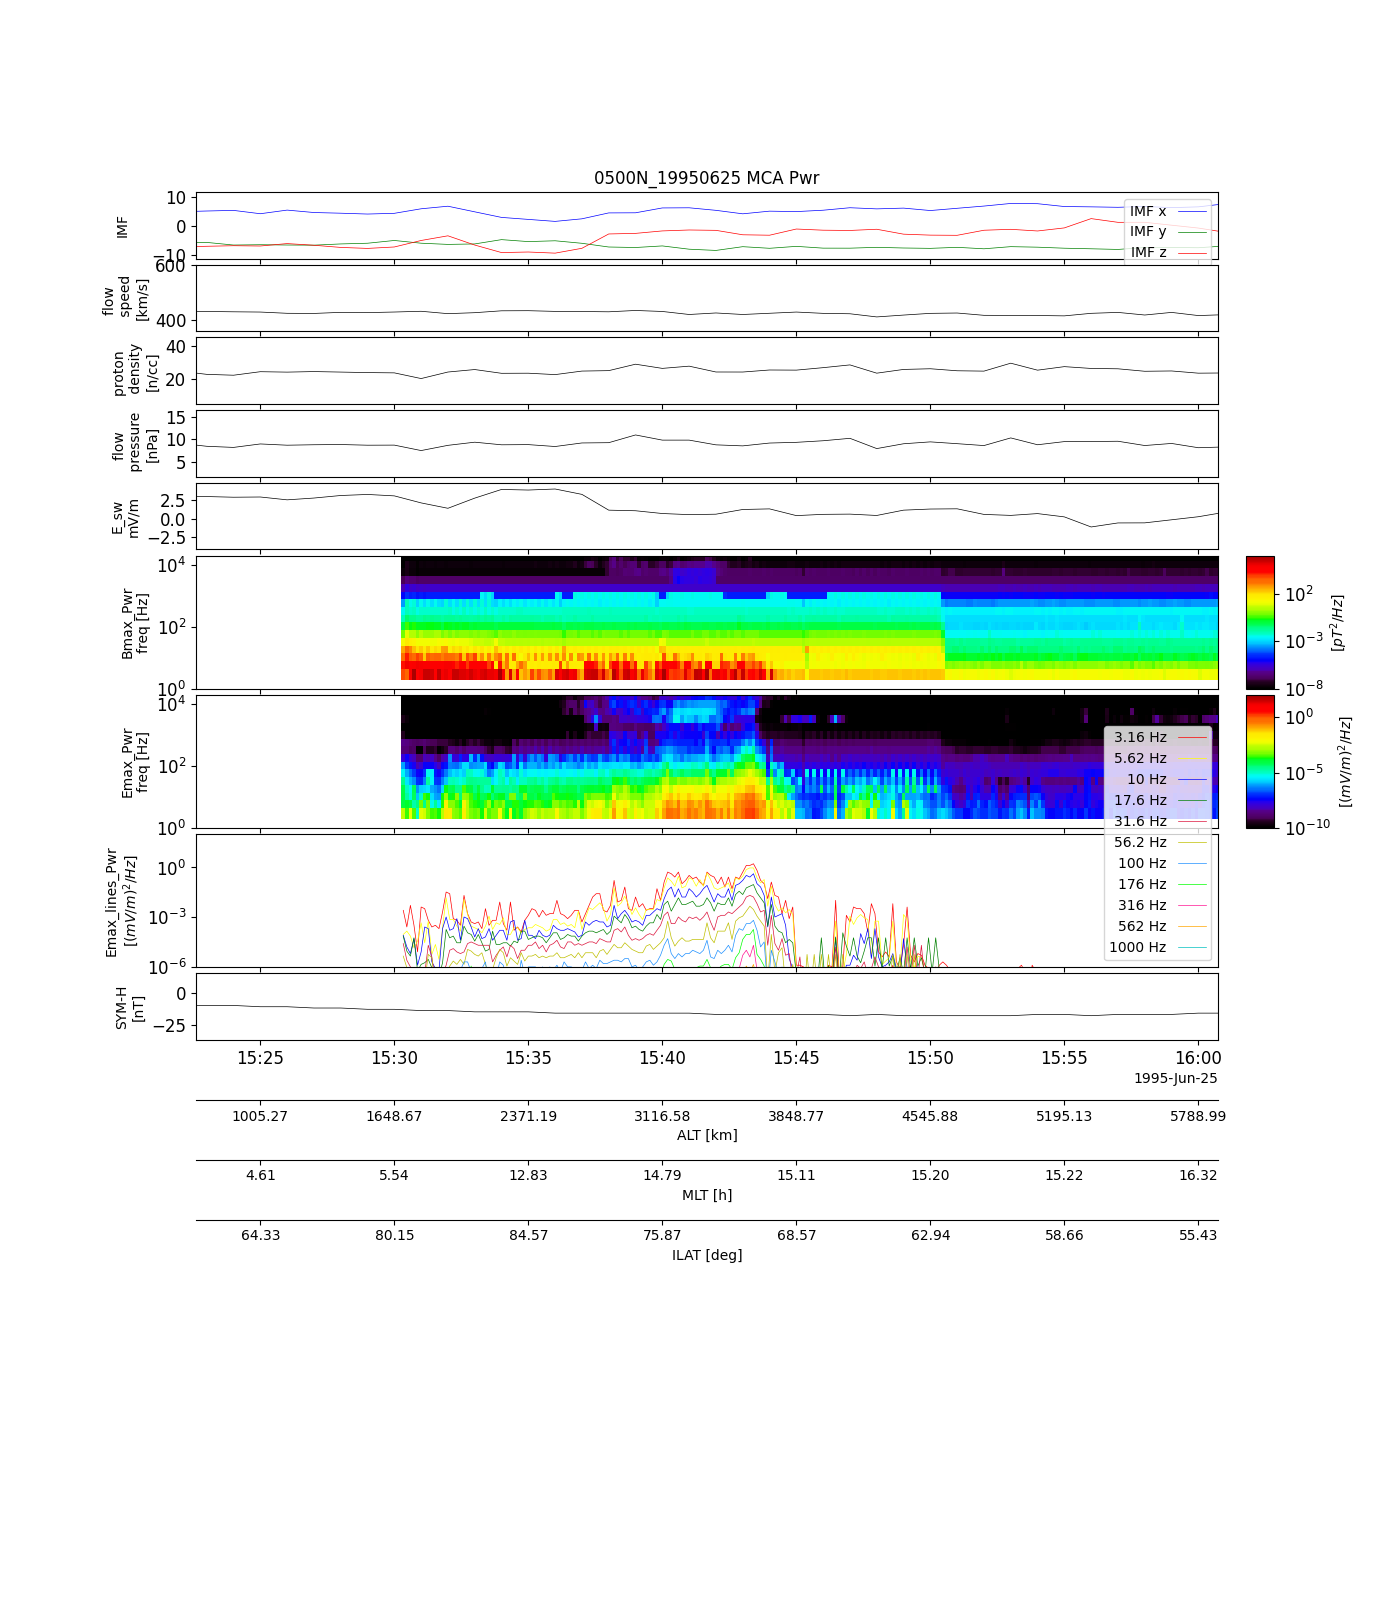 0500N_19950625 MCA Pwr
IMF
10
0
−10
IMF x
IMF y
IMF z
flow
speed
[km/s]
600
400
proton
density
[n/cc]
40
20
flow
pressure
[nPa]
15
10
5
E_sw
mV/m
2.5
0.0
−2.5
Bmax_Pwr
freq [Hz]
10^4
10^2
10^0
10^2
10^−3
10^−8
[pT^2/Hz]
Emax_Pwr
freq [Hz]
10^4
10^2
10^0
10^0
10^−5
10^−10
[(mV/m)^2/Hz]
3.16 Hz
5.62 Hz
10 Hz
17.6 Hz
31.6 Hz
56.2 Hz
100 Hz
176 Hz
316 Hz
562 Hz
1000 Hz
Emax_lines_Pwr
[(mV/m)^2/Hz]
10^0
10^−3
10^−6
SYM-H
[nT]
0
−25
15:25 15:30 15:35 15:40 15:45 15:50 15:55 16:00
1995-Jun-25
1005.27 1648.67 2371.19 3116.58 3848.77 4545.88 5195.13 5788.99
ALT [km]
4.61 5.54 12.83 14.79 15.11 15.20 15.22 16.32
MLT [h]
64.33 80.15 84.57 75.87 68.57 62.94 58.66 55.43
ILAT [deg]